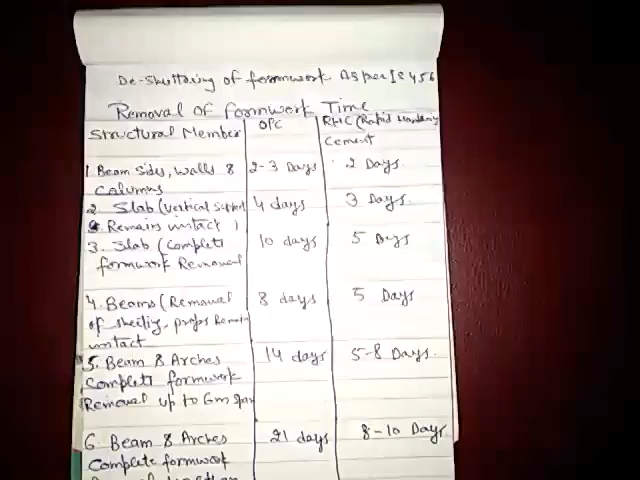 De-Shuttering of formwork As per IS 456
Removal of formwork Time
Structural Member OPC RHC (Rapid Hardening Cement
1. Beam Sides, Walls & Columns 2-3 Days 2 Days
2. Slab (Vertical Support Remains intact) 4 days 3 Days
3. Slab (Complete formwork Removal 10 days 5 Days
4. Beams (Removal of sheeting, props Remain intact 8 days 5 Days
5. Beam & Arches Complete formwork Removal up to 6m span 14 days 5-8 Days
6. Beam & Arches Complete formwork 21 days 8-10 Days